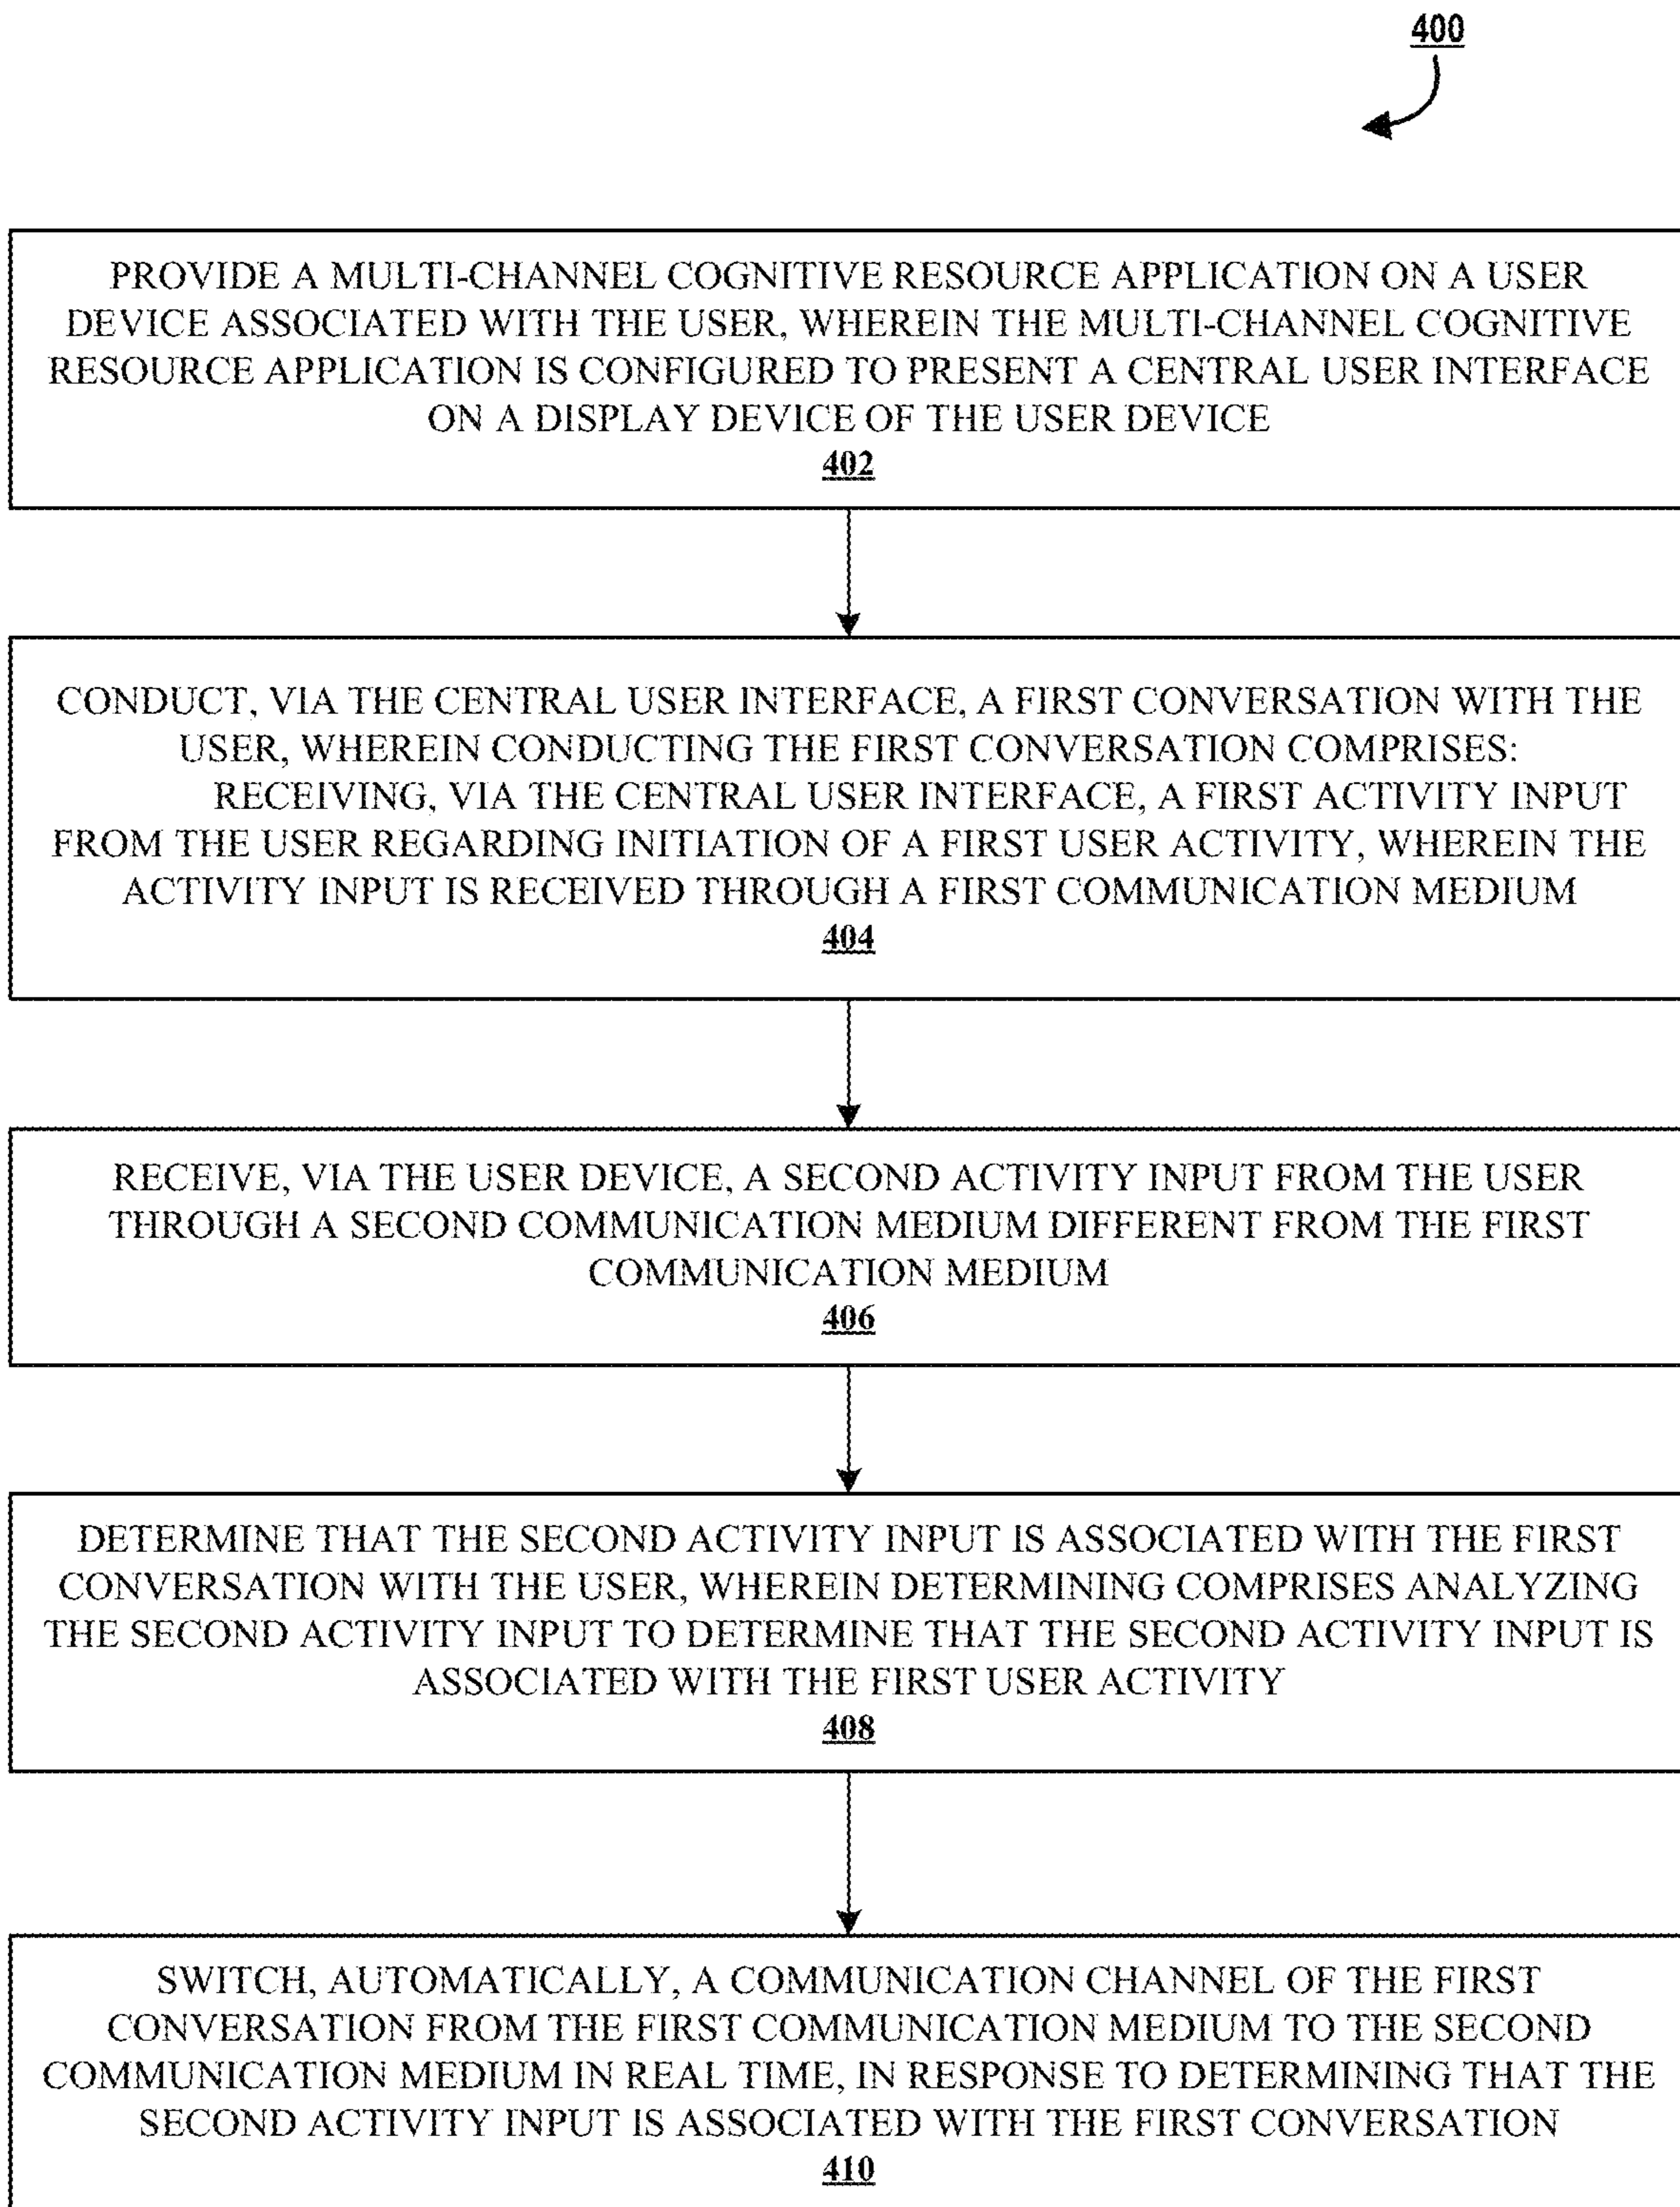 400
PROVIDE A MULTI-CHANNEL COGNITIVE RESOURCE APPLICATION ON A USER
DEVICE ASSOCIATED WITH THE USER, WHEREIN THE MULTI-CHANNEL COGNITIVE
RESOURCE APPLICATION IS CONFIGURED TO PRESENT A CENTRAL USER INTERFACE
ON A DISPLAY DEVICE OF THE USER DEVICE
402
CONDUCT, VIA THE CENTRAL USER INTERFACE, A FIRST CONVERSATION WITH THE
USER, WHEREIN CONDUCTING THE FIRST CONVERSATION COMPRISES:
RECEIVING, VIA THE CENTRAL USER INTERFACE, A FIRST ACTIVITY INPUT
FROM THE USER REGARDING INITIATION OF A FIRST USER ACTIVITY, WHEREIN THE
ACTIVITY INPUT IS RECEIVED THROUGH A FIRST COMMUNICATION MEDIUM
404
RECEIVE, VIA THE USER DEVICE, A SECOND ACTIVITY INPUT FROM THE USER
THROUGH A SECOND COMMUNICATION MEDIUM DIFFERENT FROM THE FIRST
COMMUNICATION MEDIUM
406
DETERMINE THAT THE SECOND ACTIVITY INPUT IS ASSOCIATED WITH THE FIRST
CONVERSATION WITH THE USER, WHEREIN DETERMINING COMPRISES ANALYZING
THE SECOND ACTIVITY INPUT TO DETERMINE THAT THE SECOND ACTIVITY INPUT IS
ASSOCIATED WITH THE FIRST USER ACTIVITY
408
SWITCH, AUTOMATICALLY, A COMMUNICATION CHANNEL OF THE FIRST
CONVERSATION FROM THE FIRST COMMUNICATION MEDIUM TO THE SECOND
COMMUNICATION MEDIUM IN REAL TIME, IN RESPONSE TO DETERMINING THAT THE
SECOND ACTIVITY INPUT IS ASSOCIATED WITH THE FIRST CONVERSATION
410